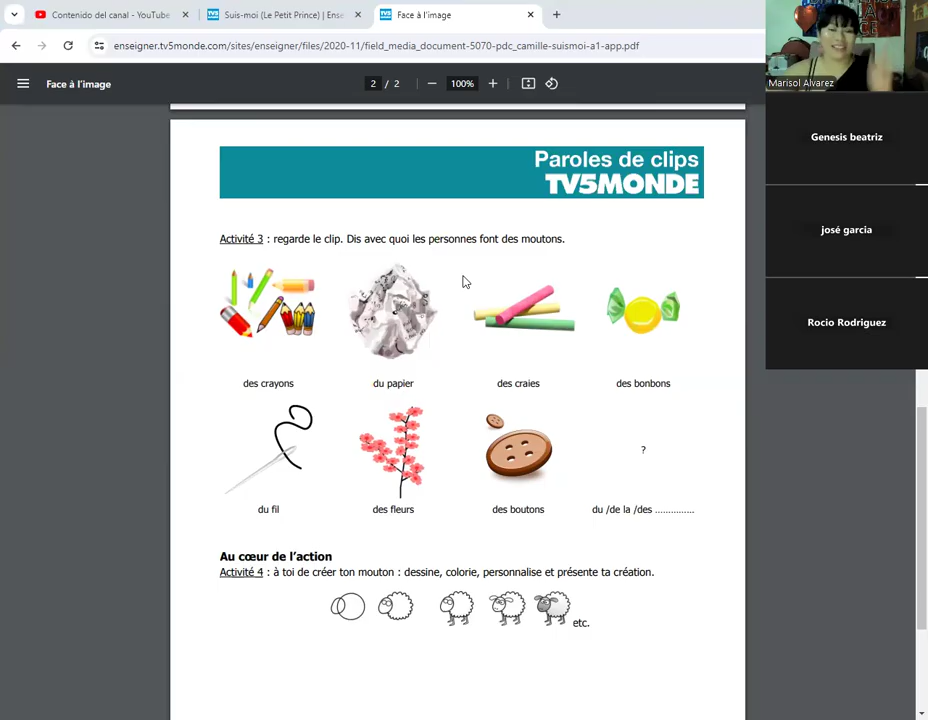 Contenido del canal - YouTube
Suis-moi (Le Petit Prince) | Ense
Face à l'image
enseigner.tv5monde.com/sites/enseigner/files/2020-11/field_media_document-5070-pdc_camille-suismoi-a1-app.pdf
Face à l'image
2 / 2
100%
Marisol Alvarez
Genesis beatriz
josé garcia
Rocio Rodriguez
Paroles de clips
TV5MONDE
Activité 3 : regarde le clip. Dis avec quoi les personnes font des moutons.
des crayons du papier des craies des bonbons
?
du fil des fleurs des boutons du /de la /des ...............
Au cœur de l'action
Activité 4 : à toi de créer ton mouton : dessine, colorie, personnalise et présente ta création.
etc.